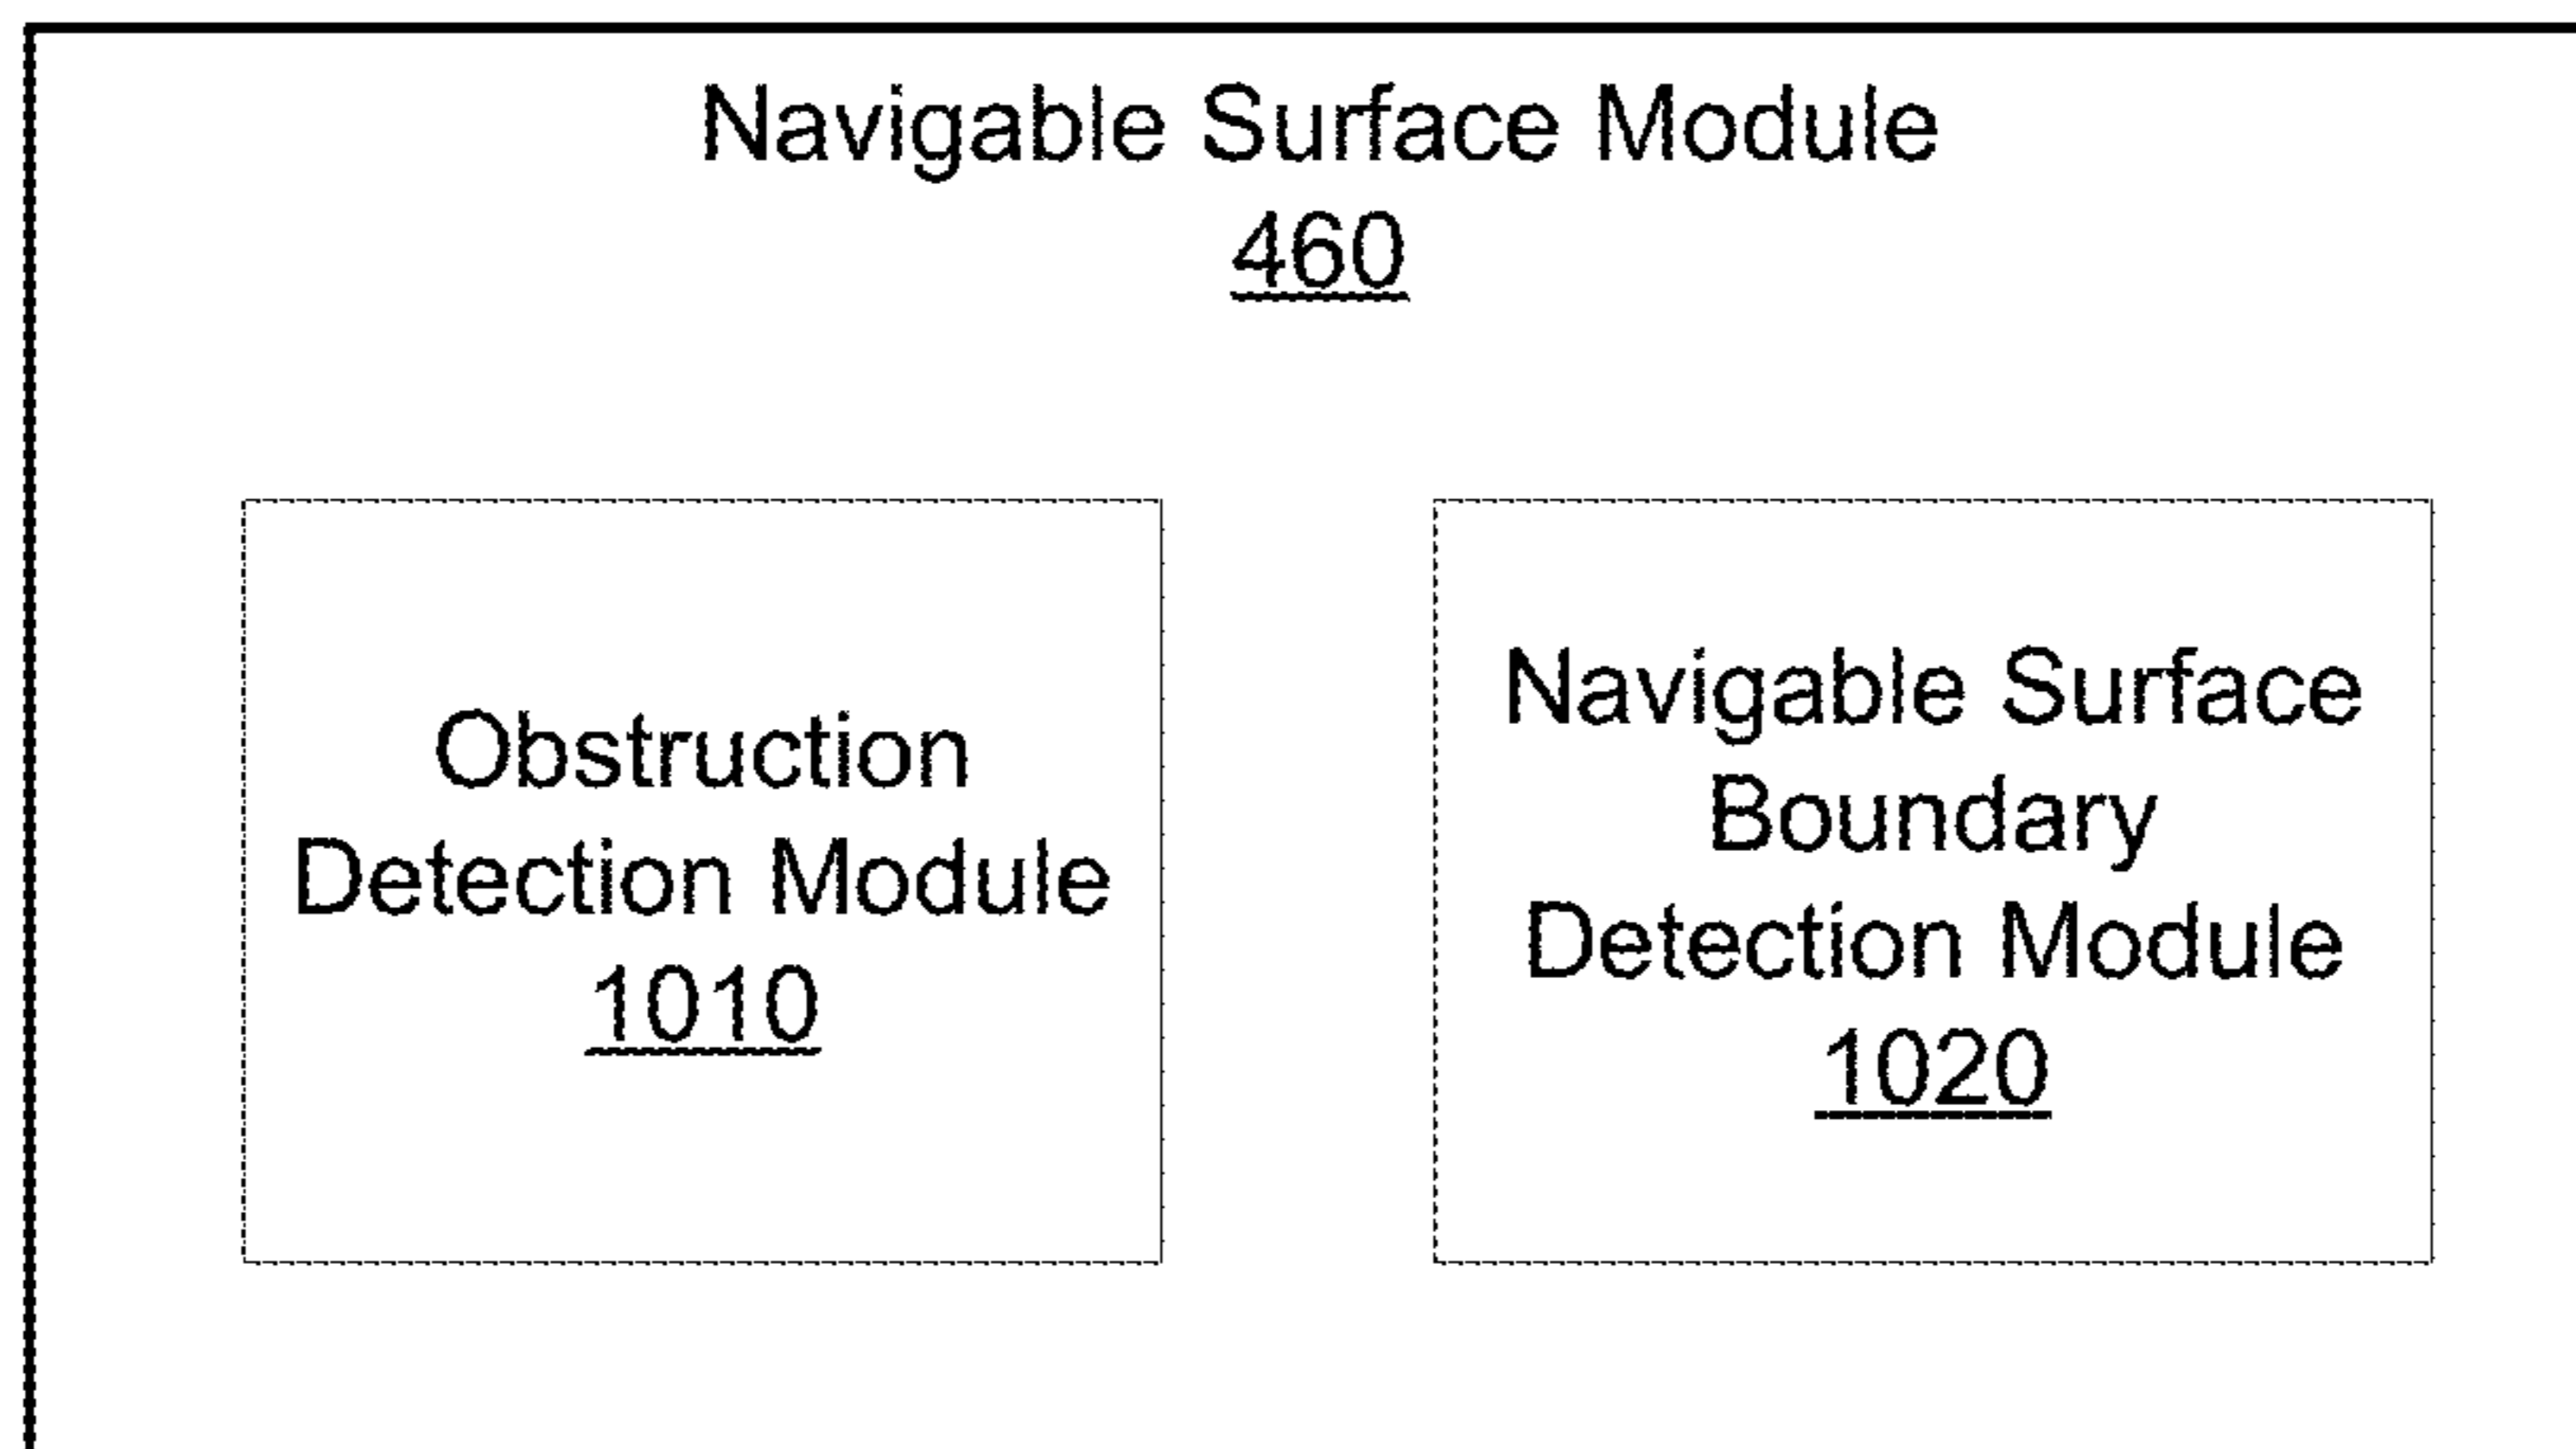 Navigable Surface Module
460
Obstruction
Detection Module
1010
Navigable Surface
Boundary
Detection Module
1020